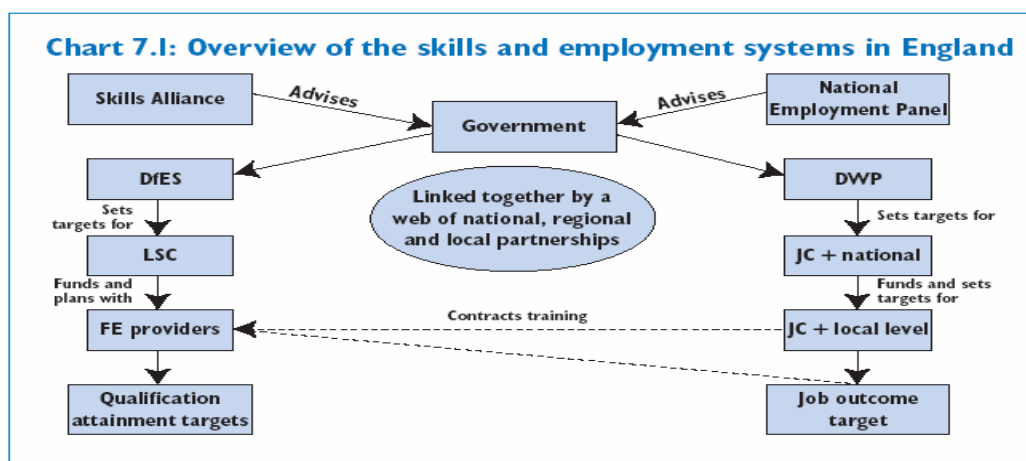 Chart 7.1: Overview of the skills and employment systems in England
Skills Alliance
Advises
Government
Advises
National
Employment Panel
DfES
Linked together by a
web of national, regional
and local partnerships
DWP
Sets
targets for
Sets targets for
LSC
JC + national
Funds and
plans with
Funds and sets
targets for
FE providers
Contracts training
JC + local level
Qualification
attainment targets
Job outcome
target